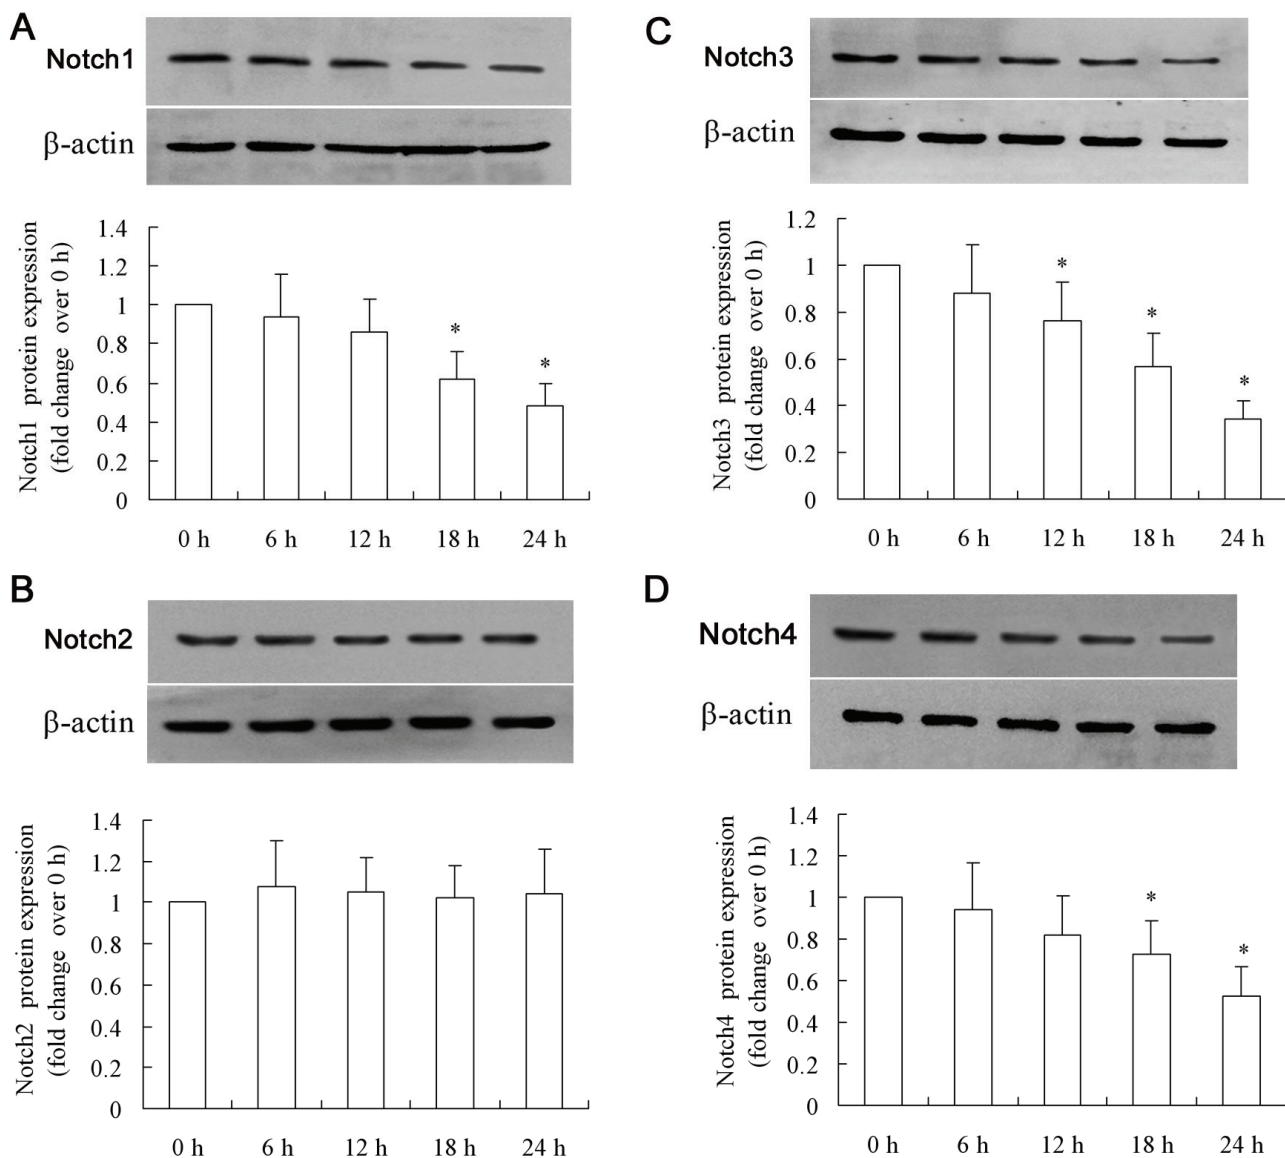 A
Notch1
β-actin
Notch1 protein expression
(fold change over 0 h)
1.4
1.2
1
0.8
0.6
0.4
0.2
0
*
*
0 h 6 h 12 h 18 h 24 h
B
Notch2
β-actin
Notch2 protein expression
(fold change over 0 h)
1.4
1.2
1
0.8
0.6
0.4
0.2
0
0 h 6 h 12 h 18 h 24 h
C
Notch3
β-actin
Notch3 protein expression
(fold change over 0 h)
1.2
1
0.8
0.6
0.4
0.2
0
*
*
*
0 h 6 h 12 h 18 h 24 h
D
Notch4
β-actin
Notch4 protein expression
(fold change over 0 h)
1.4
1.2
1
0.8
0.6
0.4
0.2
0
*
*
0 h 6 h 12 h 18 h 24 h